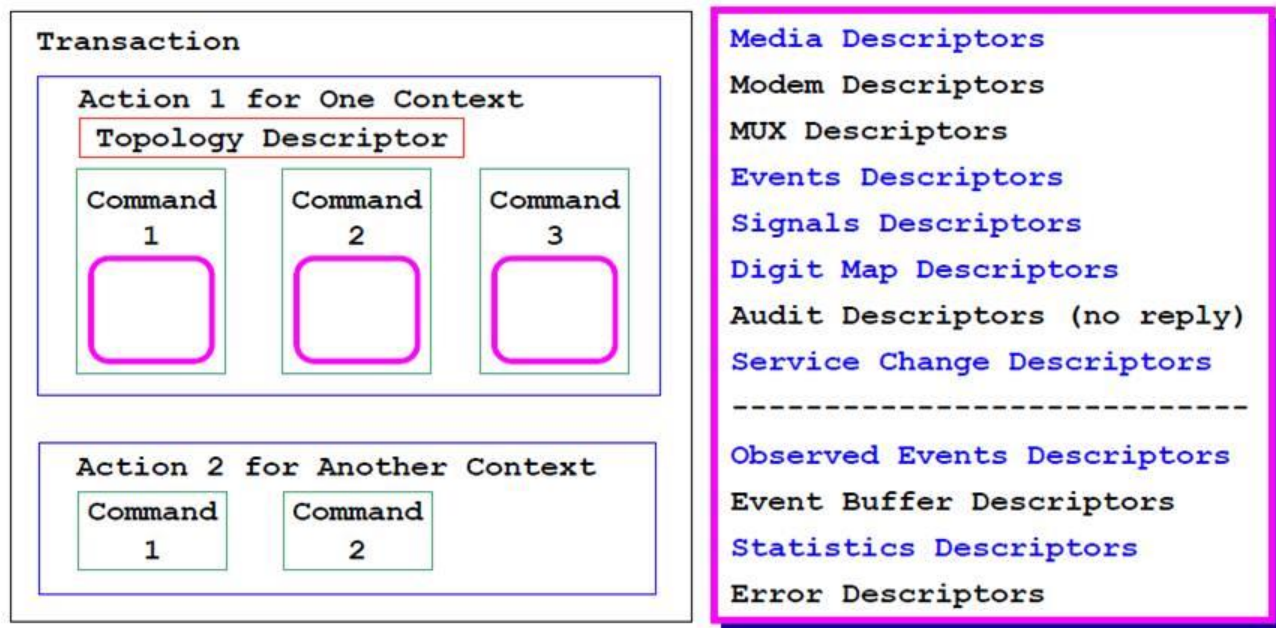 Transaction
Action 1 for One Context
Topology Descriptor
Command
1
Command
2
Command
3
Action 2 for Another Context
Command
1
Command
2
Media Descriptors
Modem Descriptors
MUX Descriptors
Events Descriptors
Signals Descriptors
Digit Map Descriptors
Audit Descriptors (no reply)
Service Change Descriptors
----------------------------
Observed Events Descriptors
Event Buffer Descriptors
Statistics Descriptors
Error Descriptors